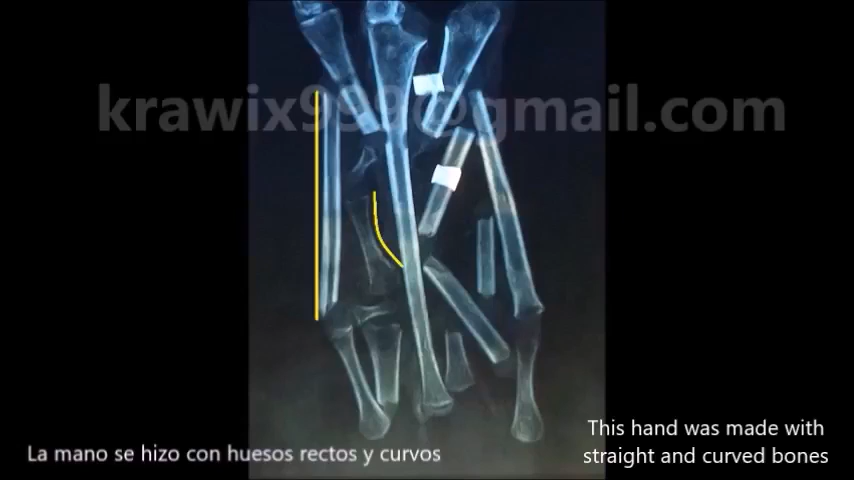 krawix999@gmail.com
La mano se hizo con huesos rectos y curvos
This hand was made with
straight and curved bones